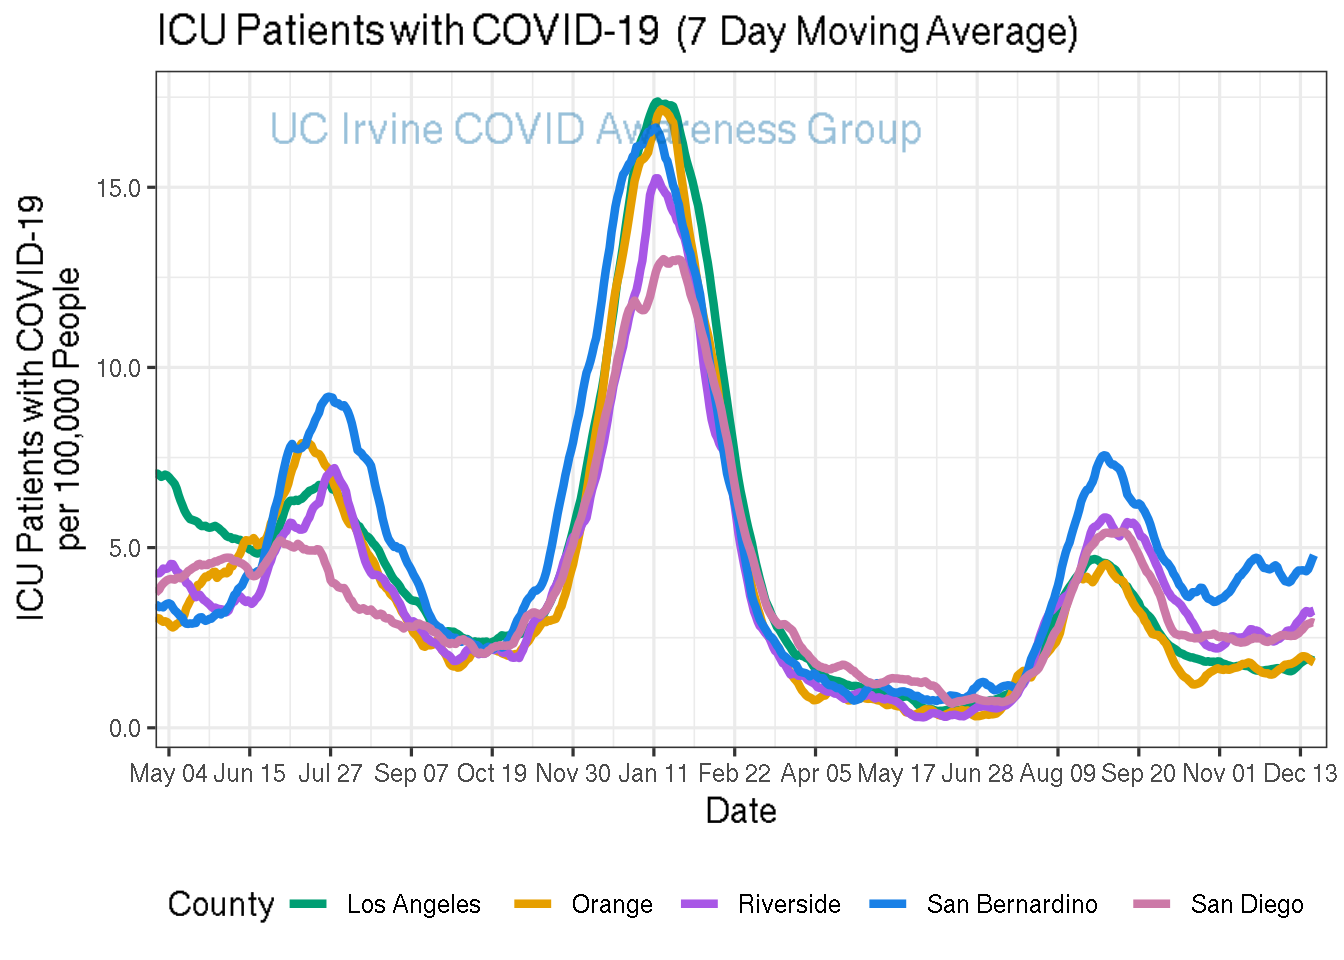 ICU Patients with COVID-19 (7 Day Moving Average)
UC Irvine COVID Awareness Group
ICU Patients with COVID-19
per 100,000 People
15.0
10.0
5.0
0.0
May 04 Jun 15 Jul 27 Sep 07 Oct 19 Nov 30 Jan 11 Feb 22 Apr 05 May 17 Jun 28 Aug 09 Sep 20 Nov 01 Dec 13
Date
County Los Angeles Orange Riverside San Bernardino San Diego